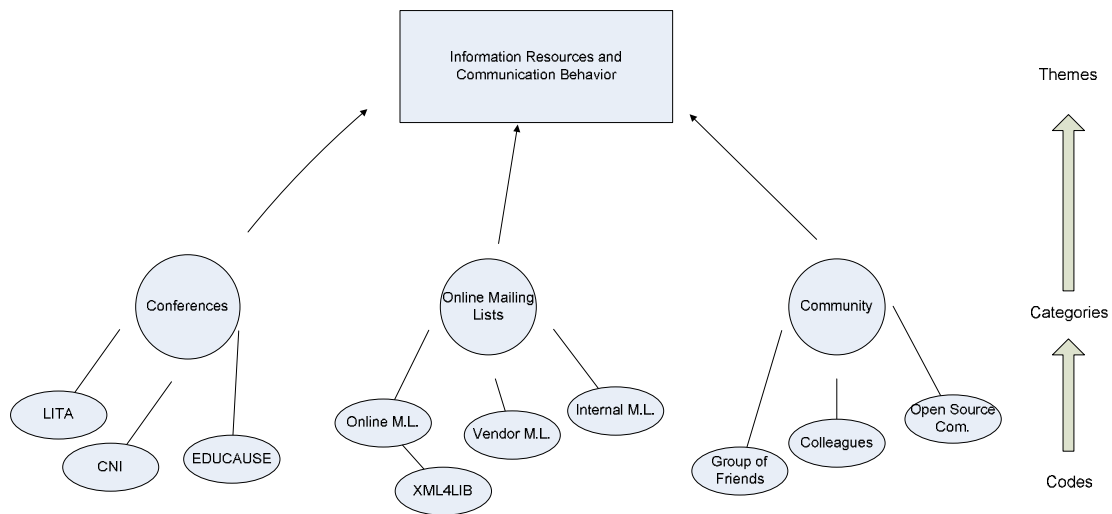 Information Resources and
Communication Behavior
Themes
Conferences
Online Mailing
Lists
Community
Categories
LITA
CNI
EDUCAUSE
Online M.L.
XML4LIB
Vendor M.L.
Internal M.L.
Group of
Friends
Colleagues
Open Source
Com.
Codes